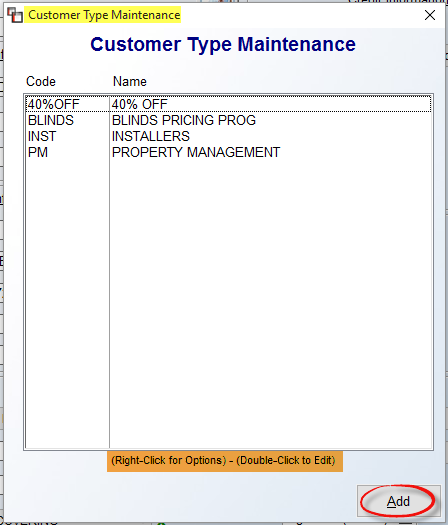 Customer Type Maintenance
Customer Type Maintenance
Code Name
40%OFF 40% OFF
BLINDS BLINDS PRICING PROG
INST INSTALLERS
PM PROPERTY MANAGEMENT
(Right-Click for Options) - (Double-Click to Edit)
Add